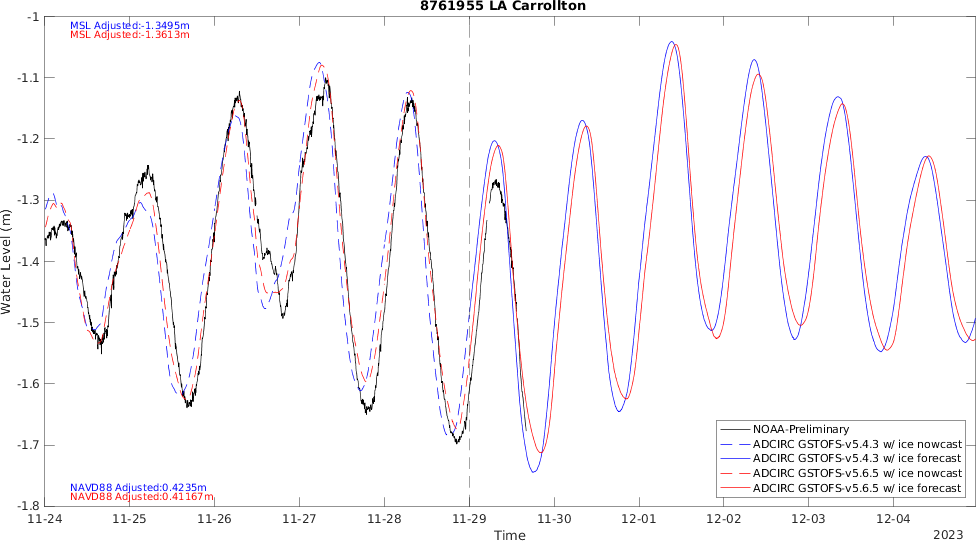 8761955 LA Carrollton
MSL Adjusted:-1.3495m
MSL Adjusted:-1.3613m
-1
-1.1
-1.2
-1.3
-1.4
-1.5
-1.6
-1.7
-1.8
Water Level (m)
NOAA-Preliminary
ADCIRC GSTOFS-v5.4.3 w/ ice nowcast
ADCIRC GSTOFS-v5.4.3 w/ ice forecast
ADCIRC GSTOFS-v5.6.5 w/ ice nowcast
ADCIRC GSTOFS-v5.6.5 w/ ice forecast
NAVD88 Adjusted:0.4235m
NAVD88 Adjusted:0.41167m
11-24 11-25 11-26 11-27 11-28 11-29 11-30 12-01 12-02 12-03 12-04
Time
2023